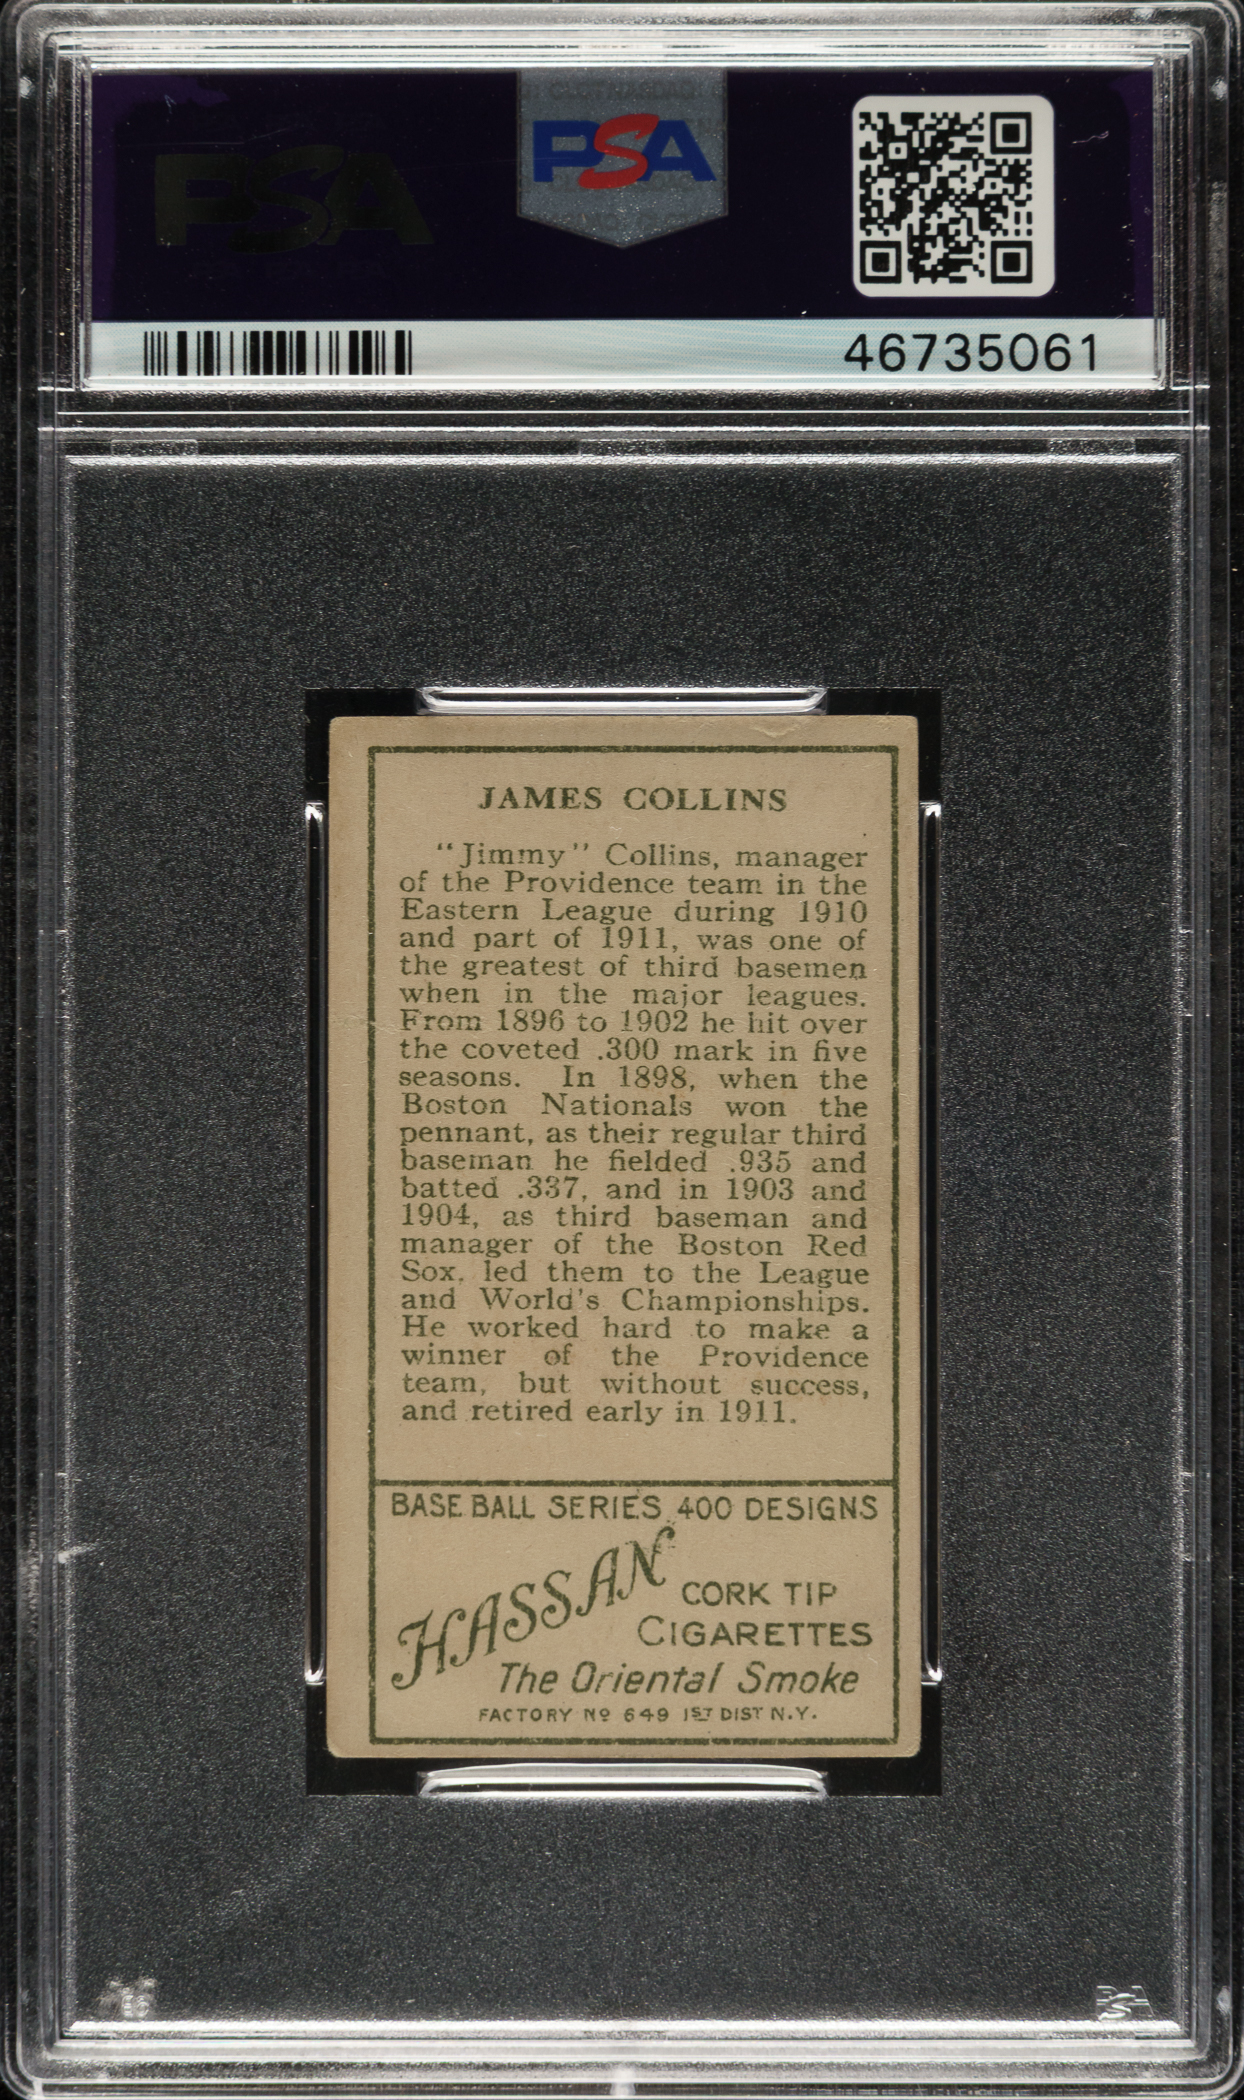 PSA
PSA
46735061
JAMES COLLINS
"Jimmy" Collins, manager
of the Providence team in the
Eastern League during 1910
and part of 1911, was one of
the greatest of third basemen
when in the major leagues.
From 1896 to 1902 he hit over
the coveted .300 mark in five
seasons. In 1898, when the
Boston Nationals won the
pennant, as their regular third
baseman he fielded .935 and
batted .337, and in 1903 and
1904, as third baseman and
manager of the Boston Red
Sox, led them to the League
and World's Championships.
He worked hard to make a
winner of the Providence
team, but without success,
and retired early in 1911.
BASE BALL SERIES 400 DESIGNS
HASSAN
CORK TIP
CIGARETTES
The Oriental Smoke
FACTORY Nº 649 1ST DIST N.Y.
PSA